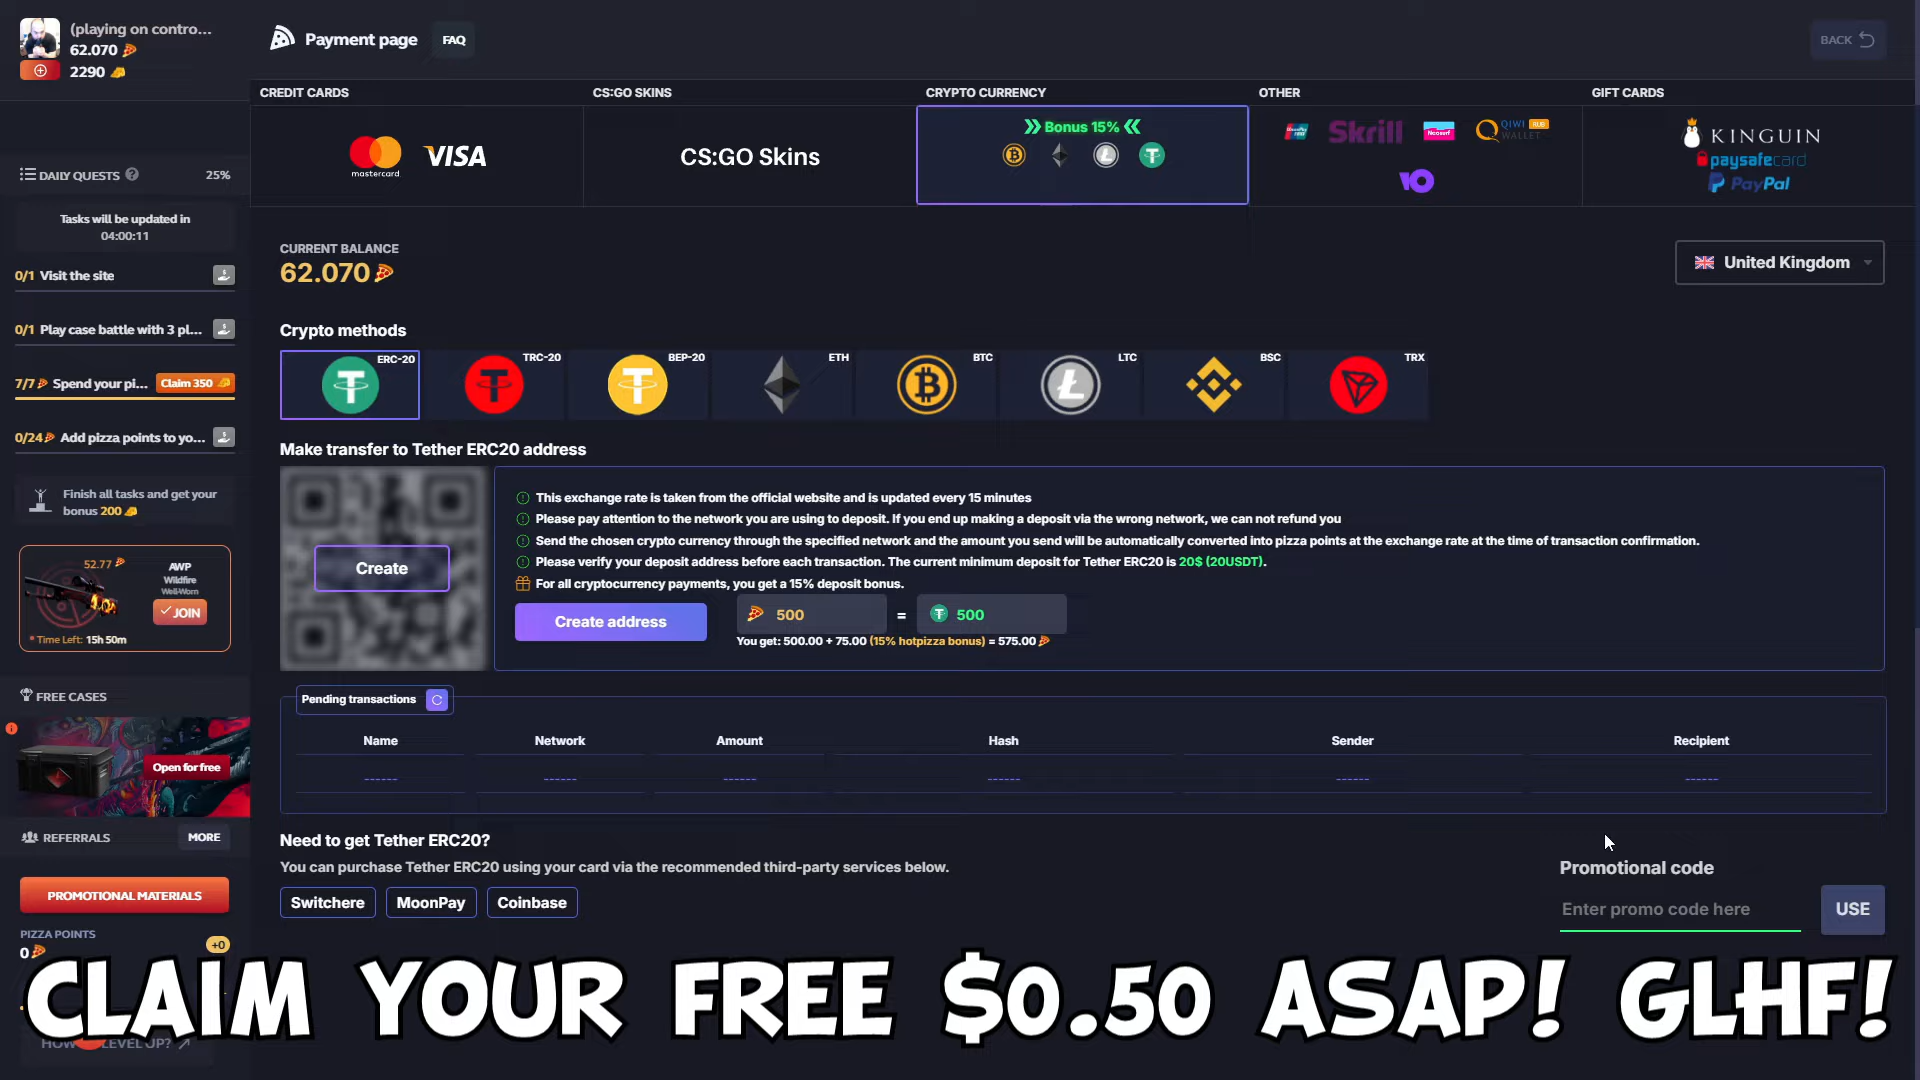 (playing on contro...
62.070
2290
Payment page
FAQ
BACK
CREDIT CARDS
CS:GO SKINS
CRYPTO CURRENCY
OTHER
GIFT CARDS
mastercard.
VISA
CS:GO Skins
Bonus 15%
Skrill
Neosurf
QIWI WALLET
RUB
KINGUIN
paysafecard
PayPal
DAILY QUESTS
25%
Tasks will be updated in
04:00:11
0/1 Visit the site
0/1 Play case battle with 3 pl...
7/7 Spend your pi...
Claim 350
0/24 Add pizza points to yo...
Finish all tasks and get your
bonus 200
52.77
AWP
Wildfire
Well-Worn
JOIN
Time Left: 15h 50m
FREE CASES
Open for free
REFERRALS
MORE
PROMOTIONAL MATERIALS
PIZZA POINTS
0
+0
CURRENT BALANCE
62.070
United Kingdom
Crypto methods
ERC-20
TRC-20
BEP-20
ETH
BTC
LTC
BSC
TRX
Make transfer to Tether ERC20 address
Create
This exchange rate is taken from the official website and is updated every 15 minutes
Please pay attention to the network you are using to deposit. If you end up making a deposit via the wrong network, we can not refund you
Send the chosen crypto currency through the specified network and the amount you send will be automatically converted into pizza points at the exchange rate at the time of transaction confirmation.
Please verify your deposit address before each transaction. The current minimum deposit for Tether ERC20 is 20$ (20USDT).
For all cryptocurrency payments, you get a 15% deposit bonus.
Create address
500
=
500
You get: 500.00 + 75.00 (15% hotpizza bonus) = 575.00
Pending transactions
Name
Network
Amount
Hash
Sender
Recipient
------
------
------
------
------
------
Need to get Tether ERC20?
You can purchase Tether ERC20 using your card via the recommended third-party services below.
Switchere
MoonPay
Coinbase
Promotional code
Enter promo code here
USE
CLAIM YOUR FREE $0.50 ASAP! GLHF!
LEVEL UP?